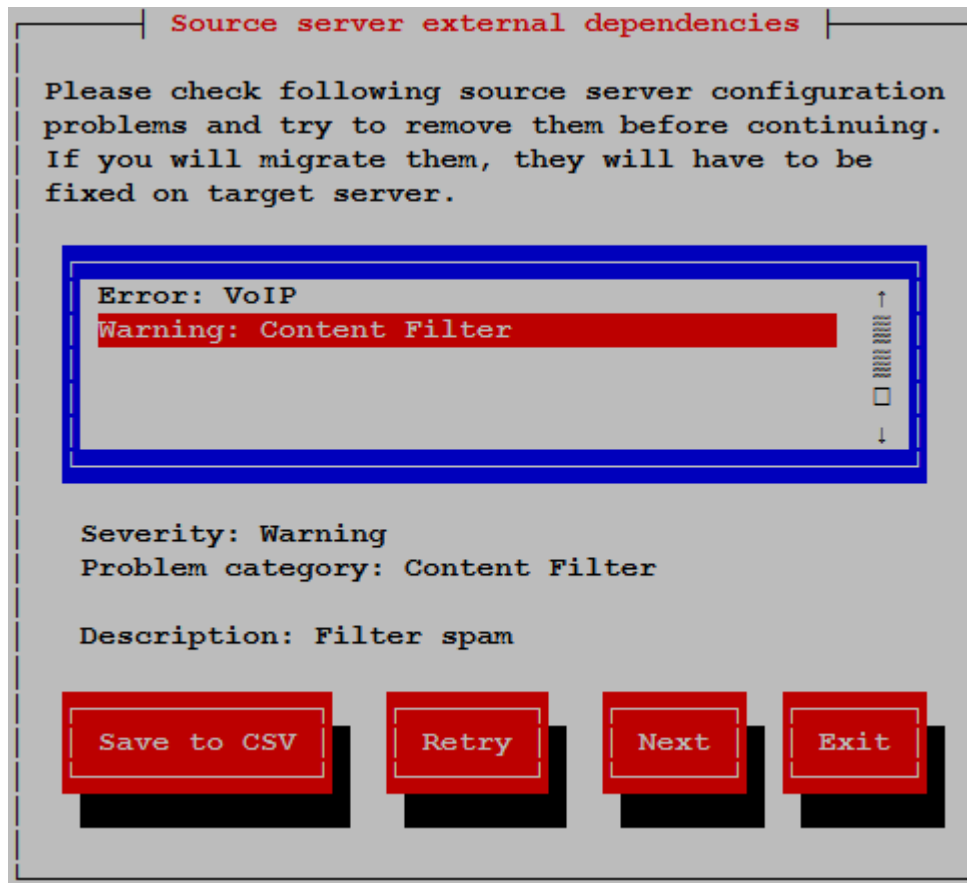 Source server external dependencies
Please check following source server configuration
problems and try to remove them before continuing.
If you will migrate them, they will have to be
fixed on target server.
Error: VoIP
Warning: Content Filter
Severity: Warning
Problem category: Content Filter
Description: Filter spam
Save to CSV Retry Next Exit